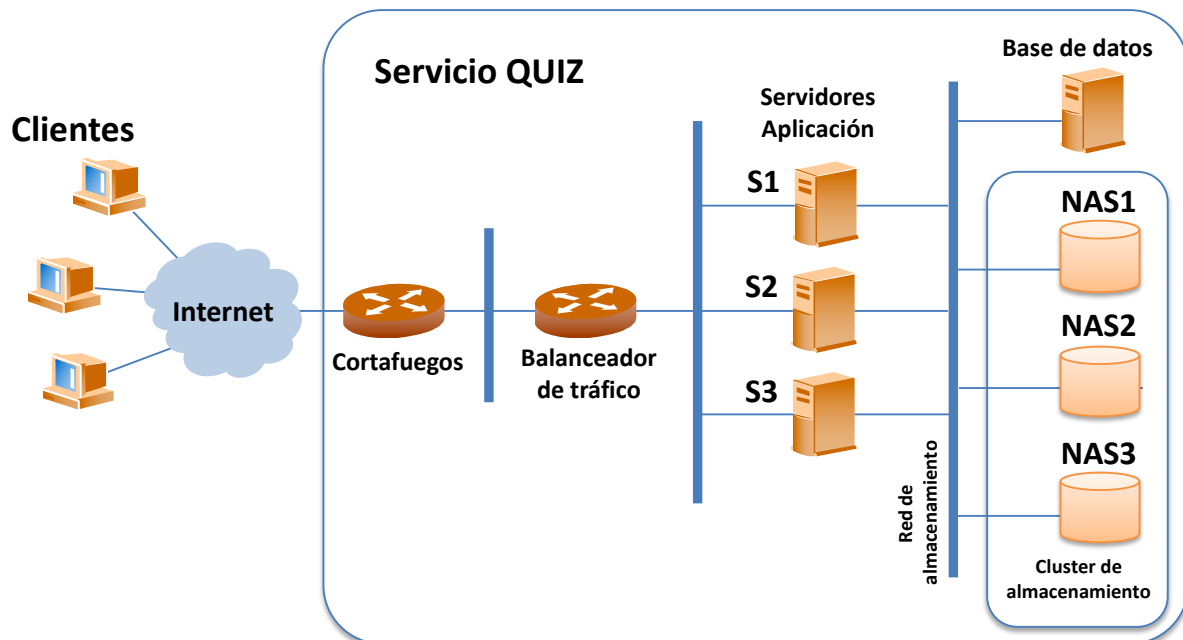 Servicio QUIZ
Base de datos
Servidores
Aplicación
Clientes
S1
NAS1
Internet
S2
Cortafuegos
Balanceador
de tráfico
NAS2
S3
NAS3
Red de
almacenamiento
Cluster de
almacenamiento